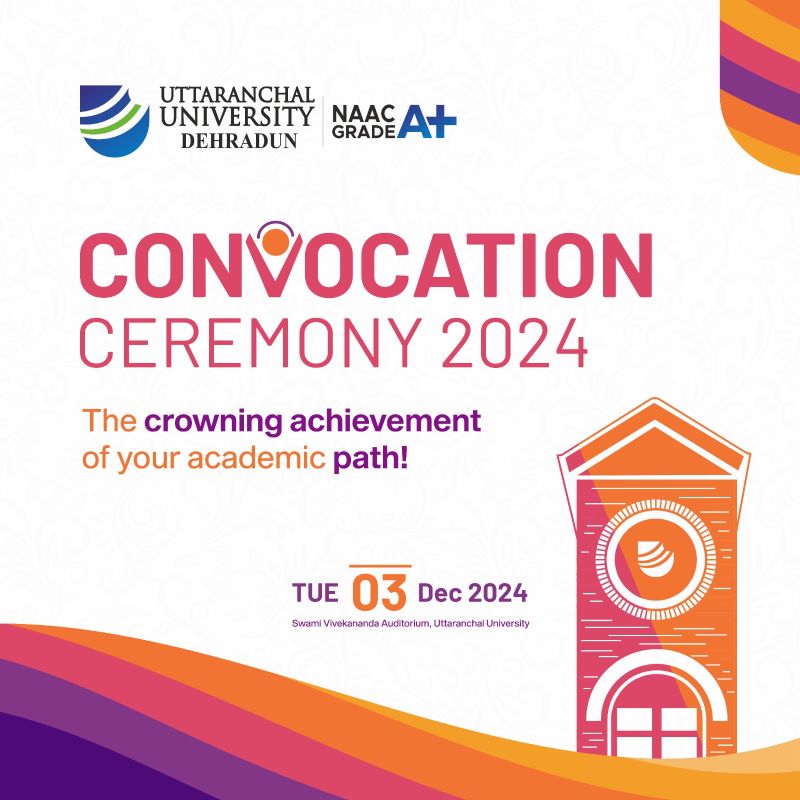 UTTARANCHAL
UNIVERSITY
DEHRADUN
NAAC
GRADE A+
CONVOCATION
CEREMONY 2024
The crowning achievement
of your academic path!
TUE 03 Dec 2024
Swami Vivekananda Auditorium, Uttaranchal University